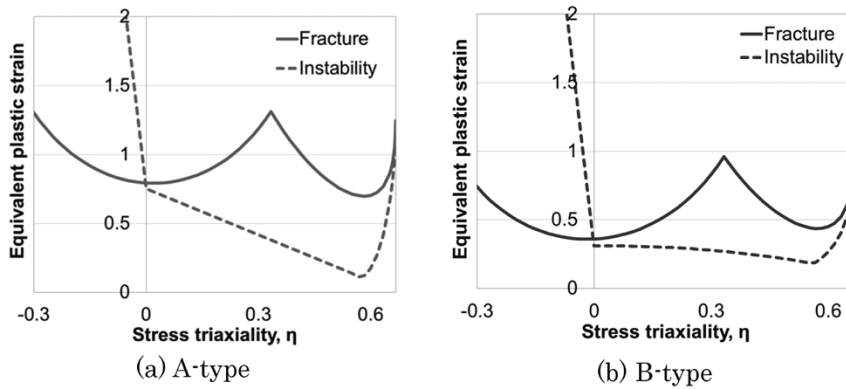 Equivalent plastic strain
2
1.5
1
0.5
0
-0.3
0
0.3
0.6
Stress triaxiality, η
Fracture
Instability
(a) A-type
Equivalent plastic strain
2
1.5
1
0.5
0
-0.3
0
0.3
0.6
Stress triaxiality, η
Fracture
Instability
(b) B-type